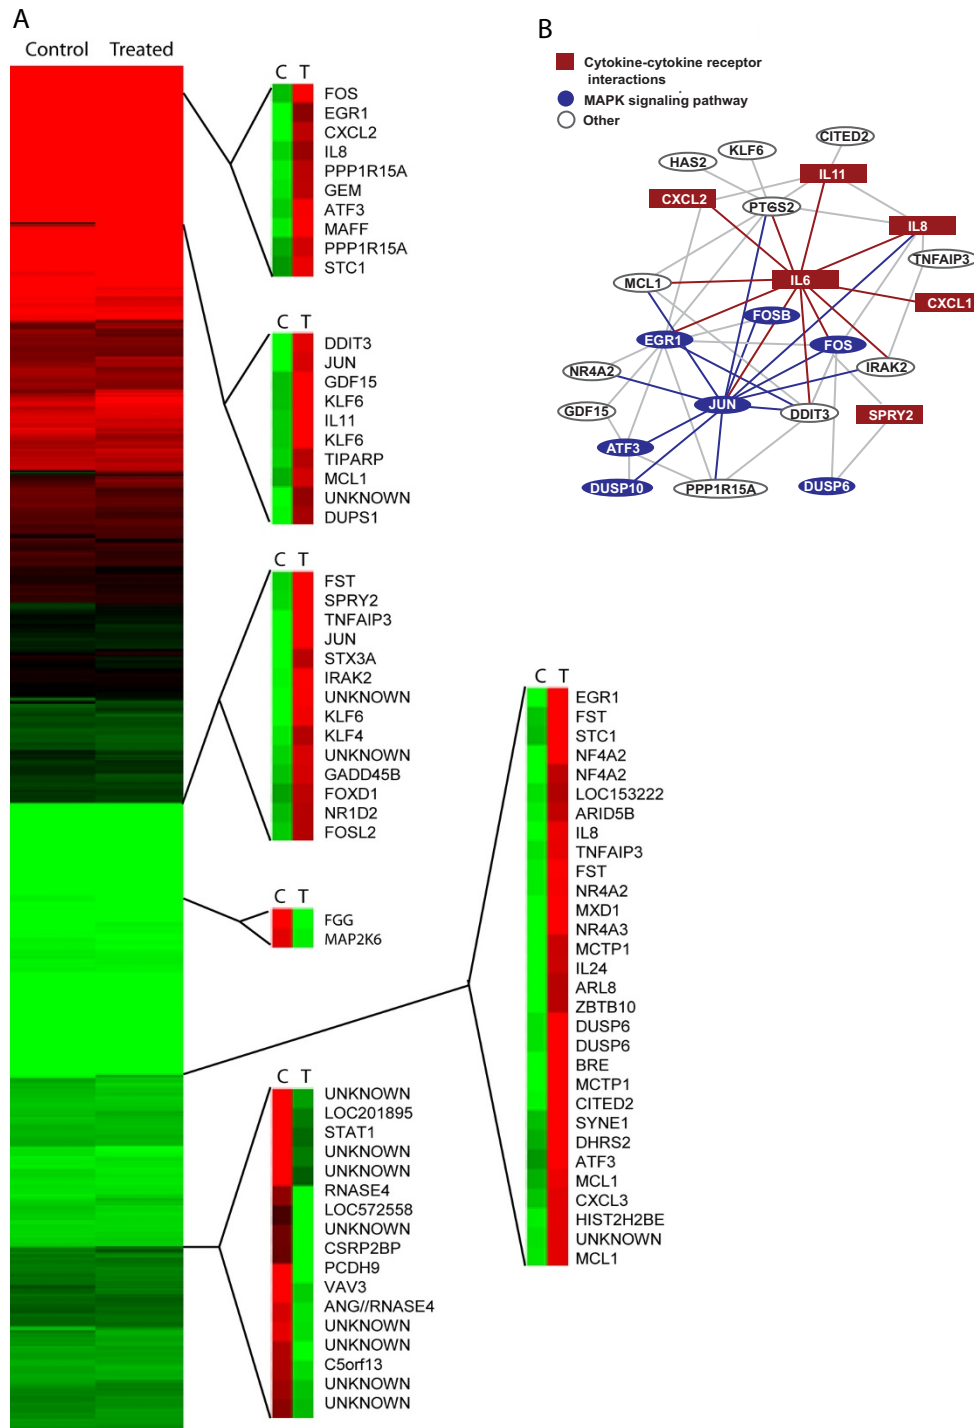 A
Control Treated
C T
FOS
EGR1
CXCL2
IL8
PPP1R15A
GEM
ATF3
MAFF
PPP1R15A
STC1
DDIT3
JUN
GDF15
KLF6
IL11
KLF6
TIPARP
MCL1
UNKNOWN
DUPS1
C T
FST
SPRY2
TNFAIP3
JUN
STX3A
IRAK2
UNKNOWN
KLF6
KLF4
UNKNOWN
GADD45B
FOXD1
NR1D2
FOSL2
C T
FGG
MAP2K6
C T
UNKNOWN
LOC201895
STAT1
UNKNOWN
UNKNOWN
RNASE4
LOC572558
UNKNOWN
CSRP2BP
PCDH9
VAV3
ANG//RNASE4
UNKNOWN
UNKNOWN
C5orf13
UNKNOWN
UNKNOWN
C T
EGR1
FST
STC1
NF4A2
NF4A2
LOC153222
ARID5B
IL8
TNFAIP3
FST
NR4A2
MXD1
NR4A3
MCTP1
IL24
ARL8
ZBTB10
DUSP6
DUSP6
BRE
MCTP1
CITED2
SYNE1
DHRS2
ATF3
MCL1
CXCL3
HIST2H2BE
UNKNOWN
MCL1
B
Cytokine-cytokine receptor
interactions
MAPK signaling pathway
Other
CITED2
KLF6
HAS2
IL11
CXCL2
PTGS2
IL8
TNFAIP3
MCL1
IL6
CXCL1
FOSB
EGR1
FOS
IRAK2
NR4A2
JUN
GDF15
DDIT3
SPRY2
ATF3
DUSP10
PPP1R15A
DUSP6
C T